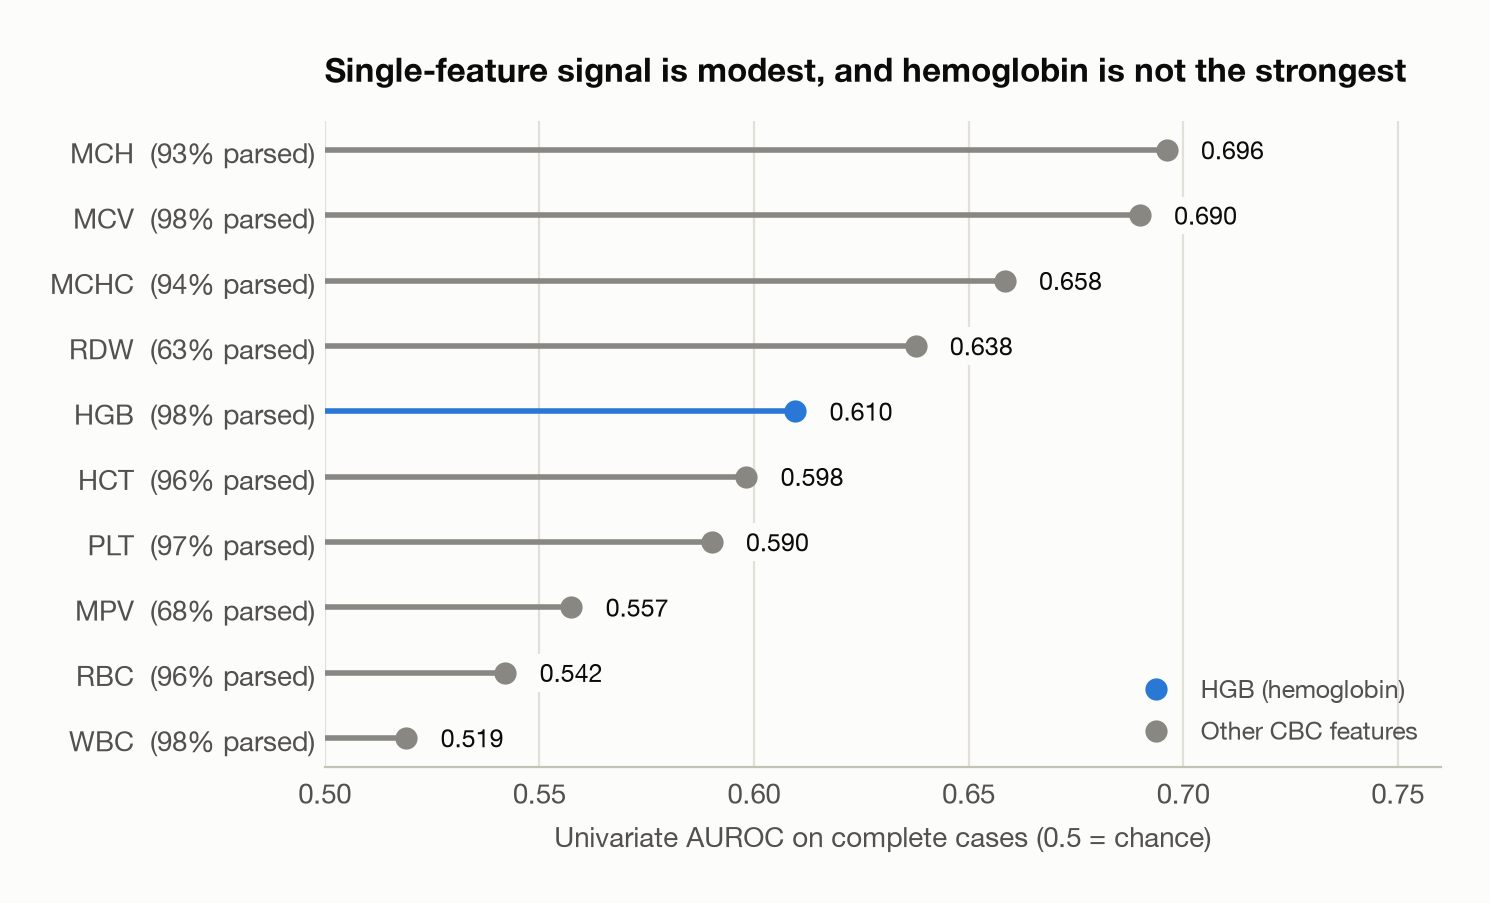 Single-feature signal is modest, and hemoglobin is not the strongest
MCH (93% parsed) 0.696
MCV (98% parsed) 0.690
MCHC (94% parsed) 0.658
RDW (63% parsed) 0.638
HGB (98% parsed) 0.610
HCT (96% parsed) 0.598
PLT (97% parsed) 0.590
MPV (68% parsed) 0.557
RBC (96% parsed) 0.542
WBC (98% parsed) 0.519
HGB (hemoglobin)
Other CBC features
0.50 0.55 0.60 0.65 0.70 0.75
Univariate AUROC on complete cases (0.5 = chance)